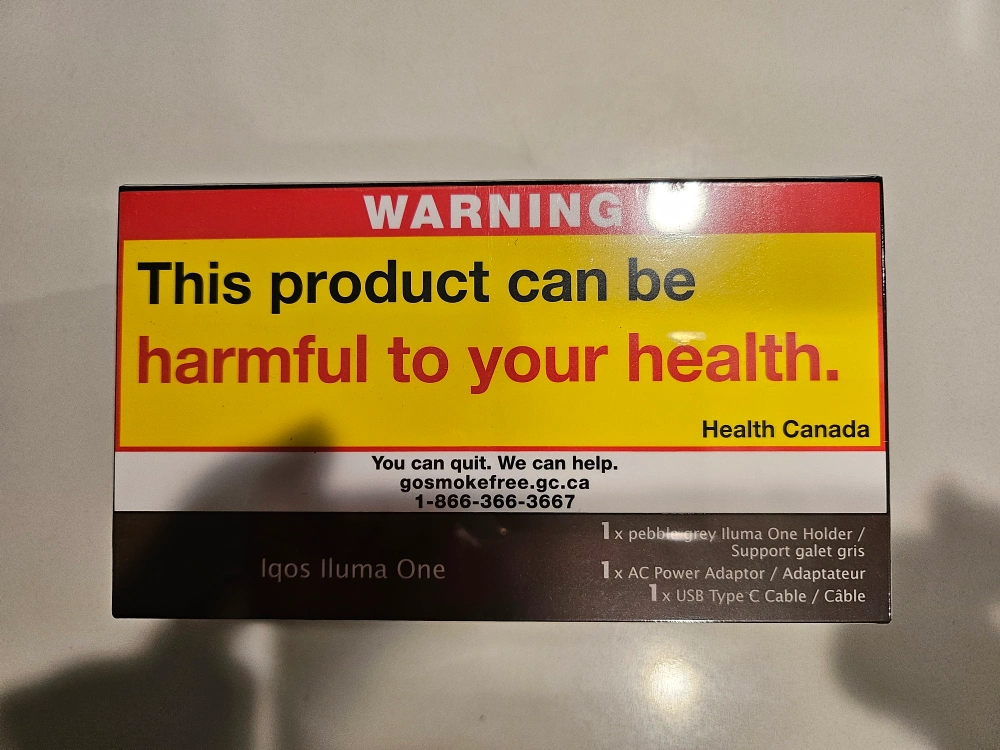 WARNING
This product can be
harmful to your health.
Health Canada
You can quit. We can help.
gosmokefree.gc.ca
1-866-366-3667
Iqos Iluma One
1 x pebble grey Iluma One Holder /
Support galet gris
1 x AC Power Adaptor / Adaptateur
1 x USB Type C Cable / Câble